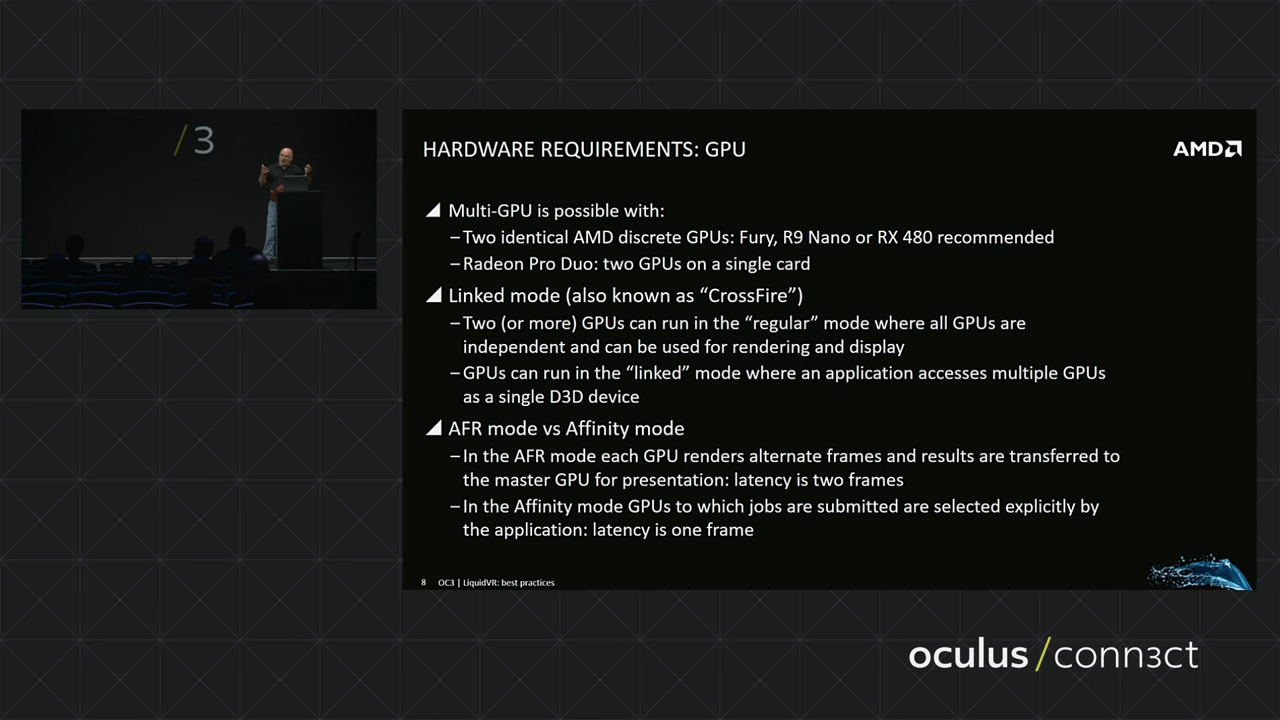 /3
HARDWARE REQUIREMENTS: GPU
AMD
Multi-GPU is possible with:
–Two identical AMD discrete GPUs: Fury, R9 Nano or RX 480 recommended
–Radeon Pro Duo: two GPUs on a single card
Linked mode (also known as “CrossFire”)
–Two (or more) GPUs can run in the “regular” mode where all GPUs are
independent and can be used for rendering and display
–GPUs can run in the “linked” mode where an application accesses multiple GPUs
as a single D3D device
AFR mode vs Affinity mode
–In the AFR mode each GPU renders alternate frames and results are transferred to
the master GPU for presentation: latency is two frames
–In the Affinity mode GPUs to which jobs are submitted are selected explicitly by
the application: latency is one frame
8 OC3 | LiquidVR: best practices
oculus /conn3ct